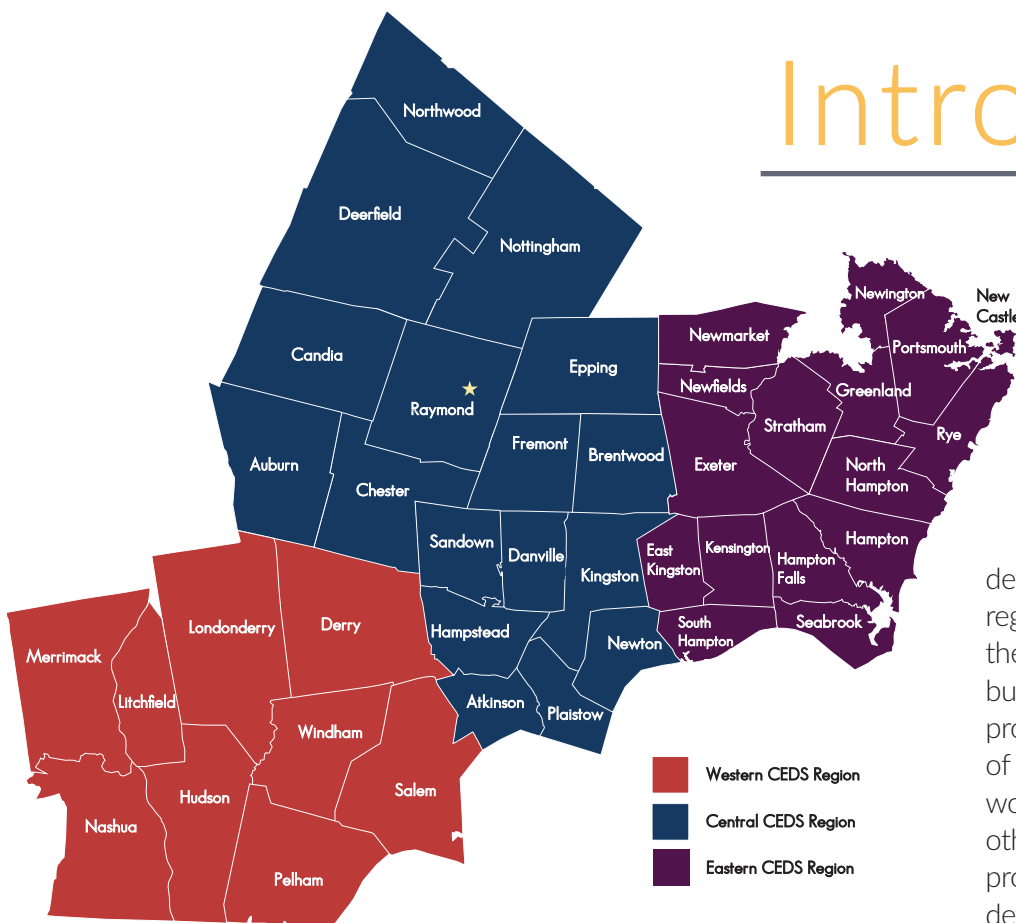 Intro
Northwood
Deerfield
Nottingham
Newington
New
Castle
Newmarket
Portsmouth
Candia
Epping
Newfields
Greenland
Raymond
Stratham
Rye
Fremont
Brentwood
Exeter
North
Hampton
Auburn
Chester
Sandown
Danville
Kingston
East
Kingston
Kensington
Hampton
Falls
Hampton
Londonderry
Derry
Hampstead
Newton
South
Hampton
Seabrook
Merrimack
Litchfield
Windham
Atkinson
Plaistow
Nashua
Hudson
Salem
Pelham
Western CEDS Region
Central CEDS Region
Eastern CEDS Region
de
reg
the
bu
pro
of
wo
oth
pro
de